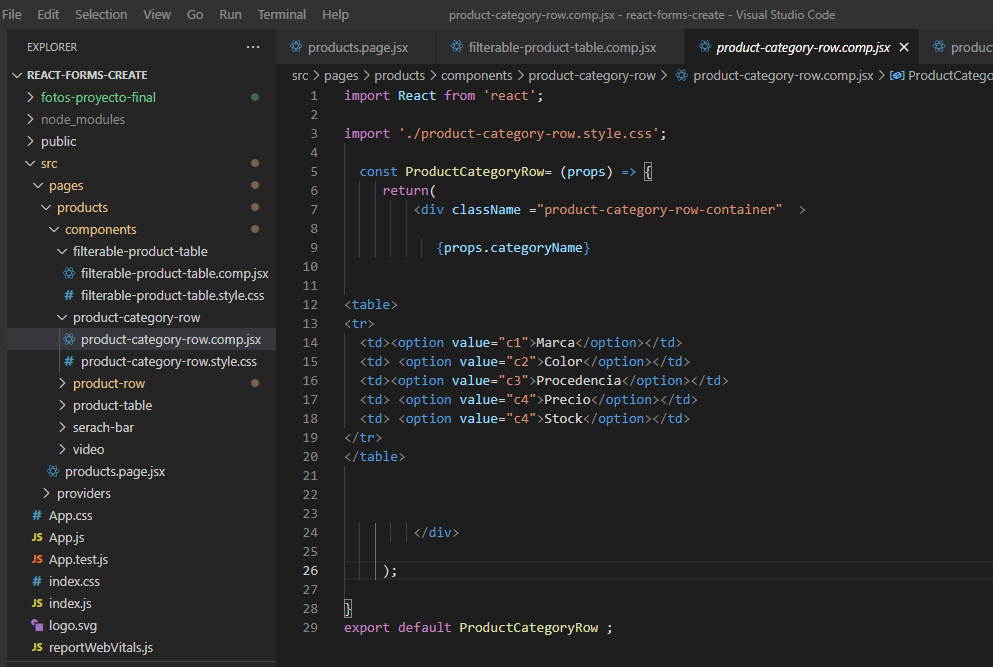 File Edit Selection View Go Run Terminal Help product-category-row.comp.jsx - react-forms-create - Visual Studio Code
EXPLORER ···
REACT-FORMS-CREATE
fotos-proyecto-final
node_modules
public
src
pages
products
components
filterable-product-table
filterable-product-table.comp.jsx
# filterable-product-table.style.css
product-category-row
product-category-row.comp.jsx
# product-category-row.style.css
product-row
product-table
serach-bar
video
products.page.jsx
providers
# App.css
JS App.js
JS App.test.js
# index.css
JS index.js
logo.svg
JS reportWebVitals.js
products.page.jsx filterable-product-table.comp.jsx product-category-row.comp.jsx × produc
src > pages > products > components > product-category-row > product-category-row.comp.jsx > ProductCatego
1 import React from 'react';
2
3 import './product-category-row.style.css';
4
5 const ProductCategoryRow= (props) => {
6 return(
7 <div className ="product-category-row-container" >
8
9 {props.categoryName}
10
11
12 <table>
13 <tr>
14 <td><option value="c1">Marca</option></td>
15 <td> <option value="c2">Color</option></td>
16 <td><option value="c3">Procedencia</option></td>
17 <td> <option value="c4">Precio</option></td>
18 <td> <option value="c4">Stock</option></td>
19 </tr>
20 </table>
21
22
23
24 </div>
25
26 );
27
28 }
29 export default ProductCategoryRow ;